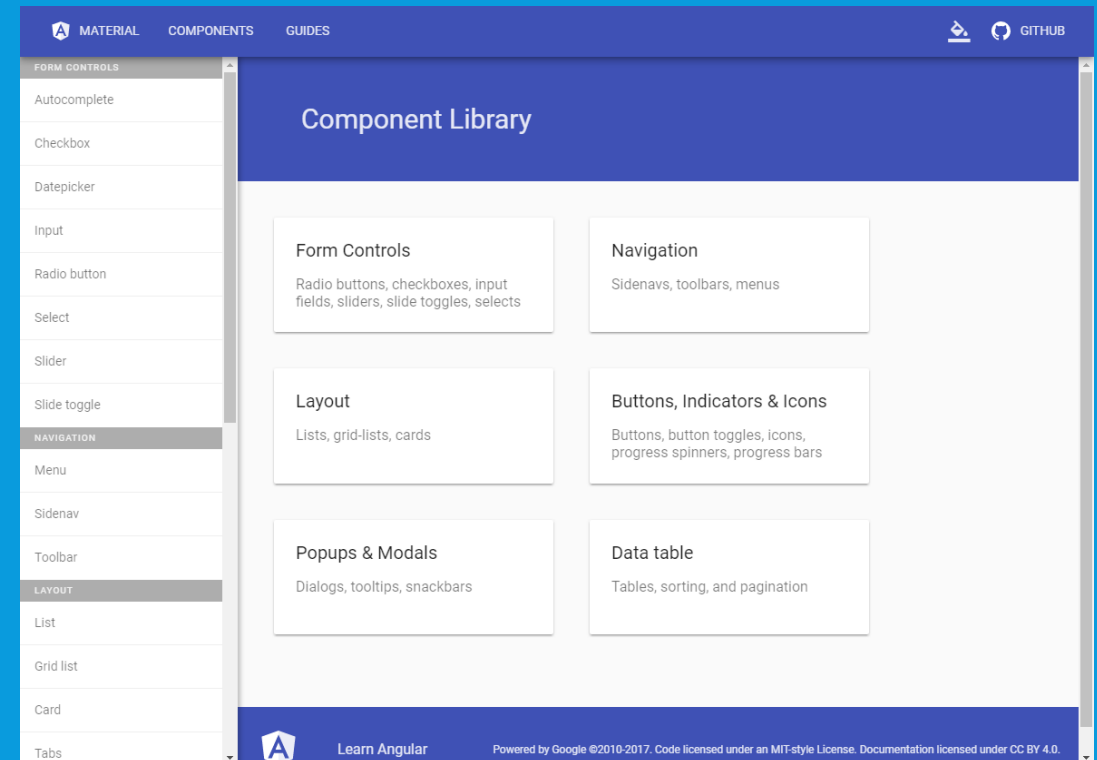 MATERIAL COMPONENTS GUIDES GITHUB
FORM CONTROLS
Autocomplete
Checkbox
Datepicker
Input
Radio button
Select
Slider
Slide toggle
NAVIGATION
Menu
Sidenav
Toolbar
LAYOUT
List
Grid list
Card
Tabs
Component Library
Form Controls
Radio buttons, checkboxes, input
fields, sliders, slide toggles, selects
Navigation
Sidenavs, toolbars, menus
Layout
Lists, grid-lists, cards
Buttons, Indicators & Icons
Buttons, button toggles, icons,
progress spinners, progress bars
Popups & Modals
Dialogs, tooltips, snackbars
Data table
Tables, sorting, and pagination
Learn Angular
Powered by Google ©2010-2017. Code licensed under an MIT-style License. Documentation licensed under CC BY 4.0.